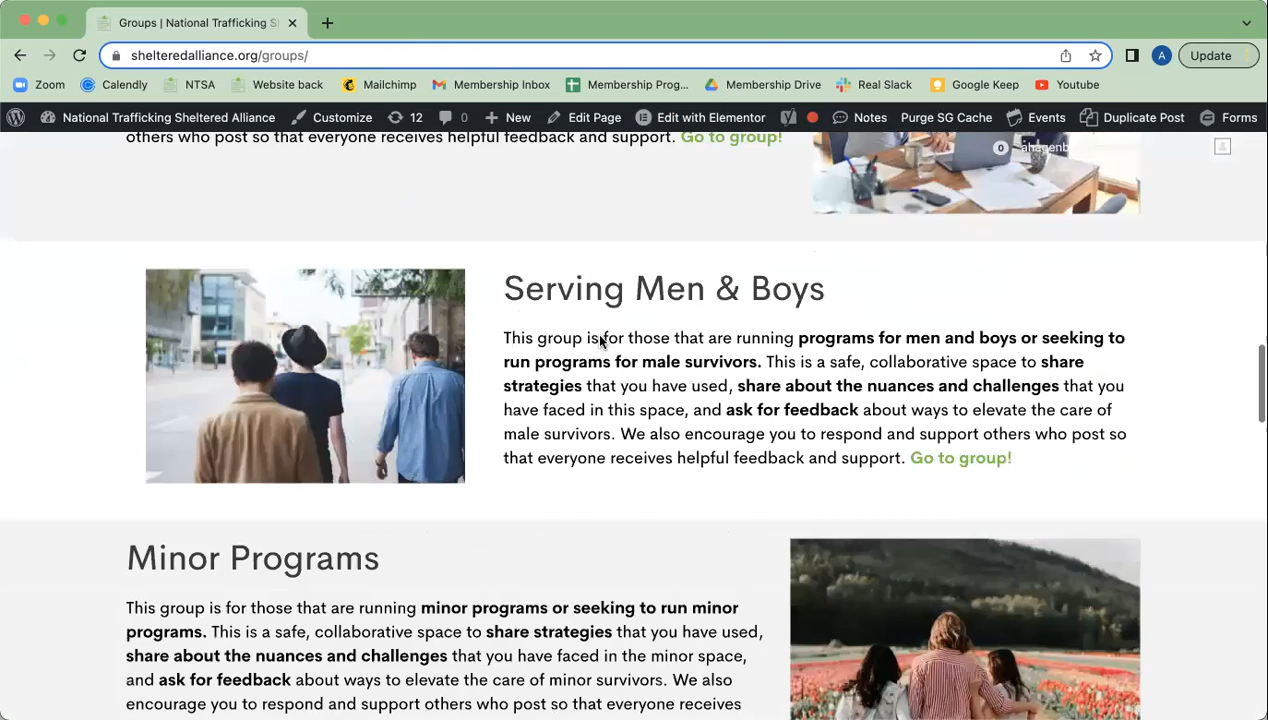 Groups | National Trafficking S
shelteredalliance.org/groups/
A
Update
Zoom
Calendly
NTSA
Website back
Mailchimp
Membership Inbox
Membership Prog...
Membership Drive
Real Slack
Google Keep
Youtube
National Trafficking Sheltered Alliance
Customize
12
0
New
Edit Page
Edit with Elementor
Notes
Purge SG Cache
Events
Duplicate Post
Forms
others who post so that everyone receives helpful feedback and support. Go to group!
0
Serving Men & Boys
This group is for those that are running programs for men and boys or seeking to
run programs for male survivors. This is a safe, collaborative space to share
strategies that you have used, share about the nuances and challenges that you
have faced in this space, and ask for feedback about ways to elevate the care of
male survivors. We also encourage you to respond and support others who post so
that everyone receives helpful feedback and support. Go to group!
Minor Programs
This group is for those that are running minor programs or seeking to run minor
programs. This is a safe, collaborative space to share strategies that you have used,
share about the nuances and challenges that you have faced in the minor space,
and ask for feedback about ways to elevate the care of minor survivors. We also
encourage you to respond and support others who post so that everyone receives